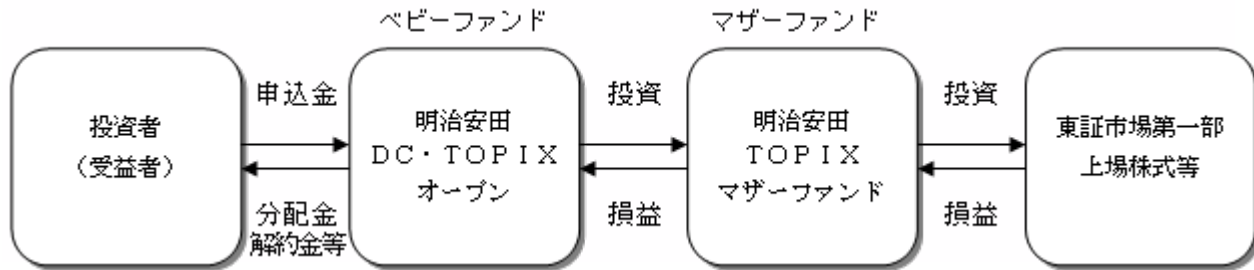 ベビーファンド
マザーファンド
投資者
（受益者）
申込金
分配金
解約金等
明治安田
ＤＣ・ＴＯＰＩＸ
オープン
投資
損益
明治安田
ＴＯＰＩＸ
マザーファンド
投資
損益
東証市場第一部
上場株式等